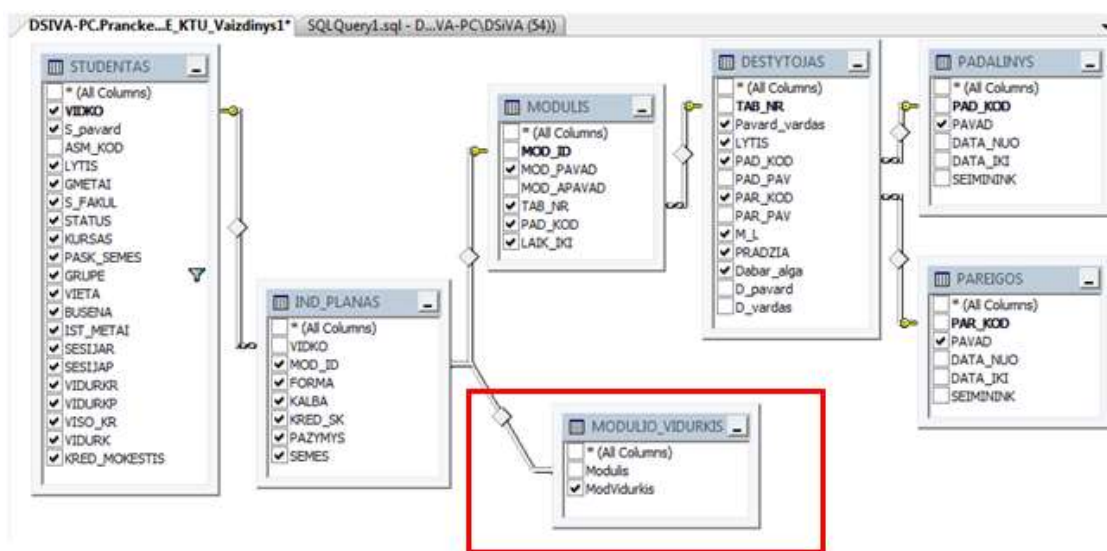 DSIVA-PC.Prancke...E_KTU_Vaizdinys1* SQLQuery1.sql - D...VA-PC\DSiVA (54))
STUDENTAS
* (All Columns)
VIDKO
S_pavard
ASM_KOD
LYTIS
GMETAI
S_FAKUL
STATUS
KURSAS
PASK_SEMES
GRUPE
VIETA
BUSENA
IST_METAI
SESIJAR
SESIJAP
VIDURKR
VIDURKP
VISO_KR
VIDURK
KRED_MOKESTIS
IND_PLANAS
* (All Columns)
VIDKO
MOD_ID
FORMA
KALBA
KRED_SK
PAZYMYS
SEMES
MODULIS
* (All Columns)
MOD_ID
MOD_PAVAD
MOD_APAVAD
TAB_NR
PAD_KOD
LAIK_IKI
MODULIO_VIDURKIS
* (All Columns)
Modulis
ModVidurkis
DESTYTOJAS
* (All Columns)
TAB_NR
Pavard_vardas
LYTIS
PAD_KOD
PAD_PAV
PAR_KOD
PAR_PAV
M_L
PRADZIA
Dabar_alga
D_pavard
D_vardas
PADALINYS
* (All Columns)
PAD_KOD
PAVAD
DATA_NUO
DATA_IKI
SEIMININK
PAREIGOS
* (All Columns)
PAR_KOD
PAVAD
DATA_NUO
DATA_IKI
SEIMININK